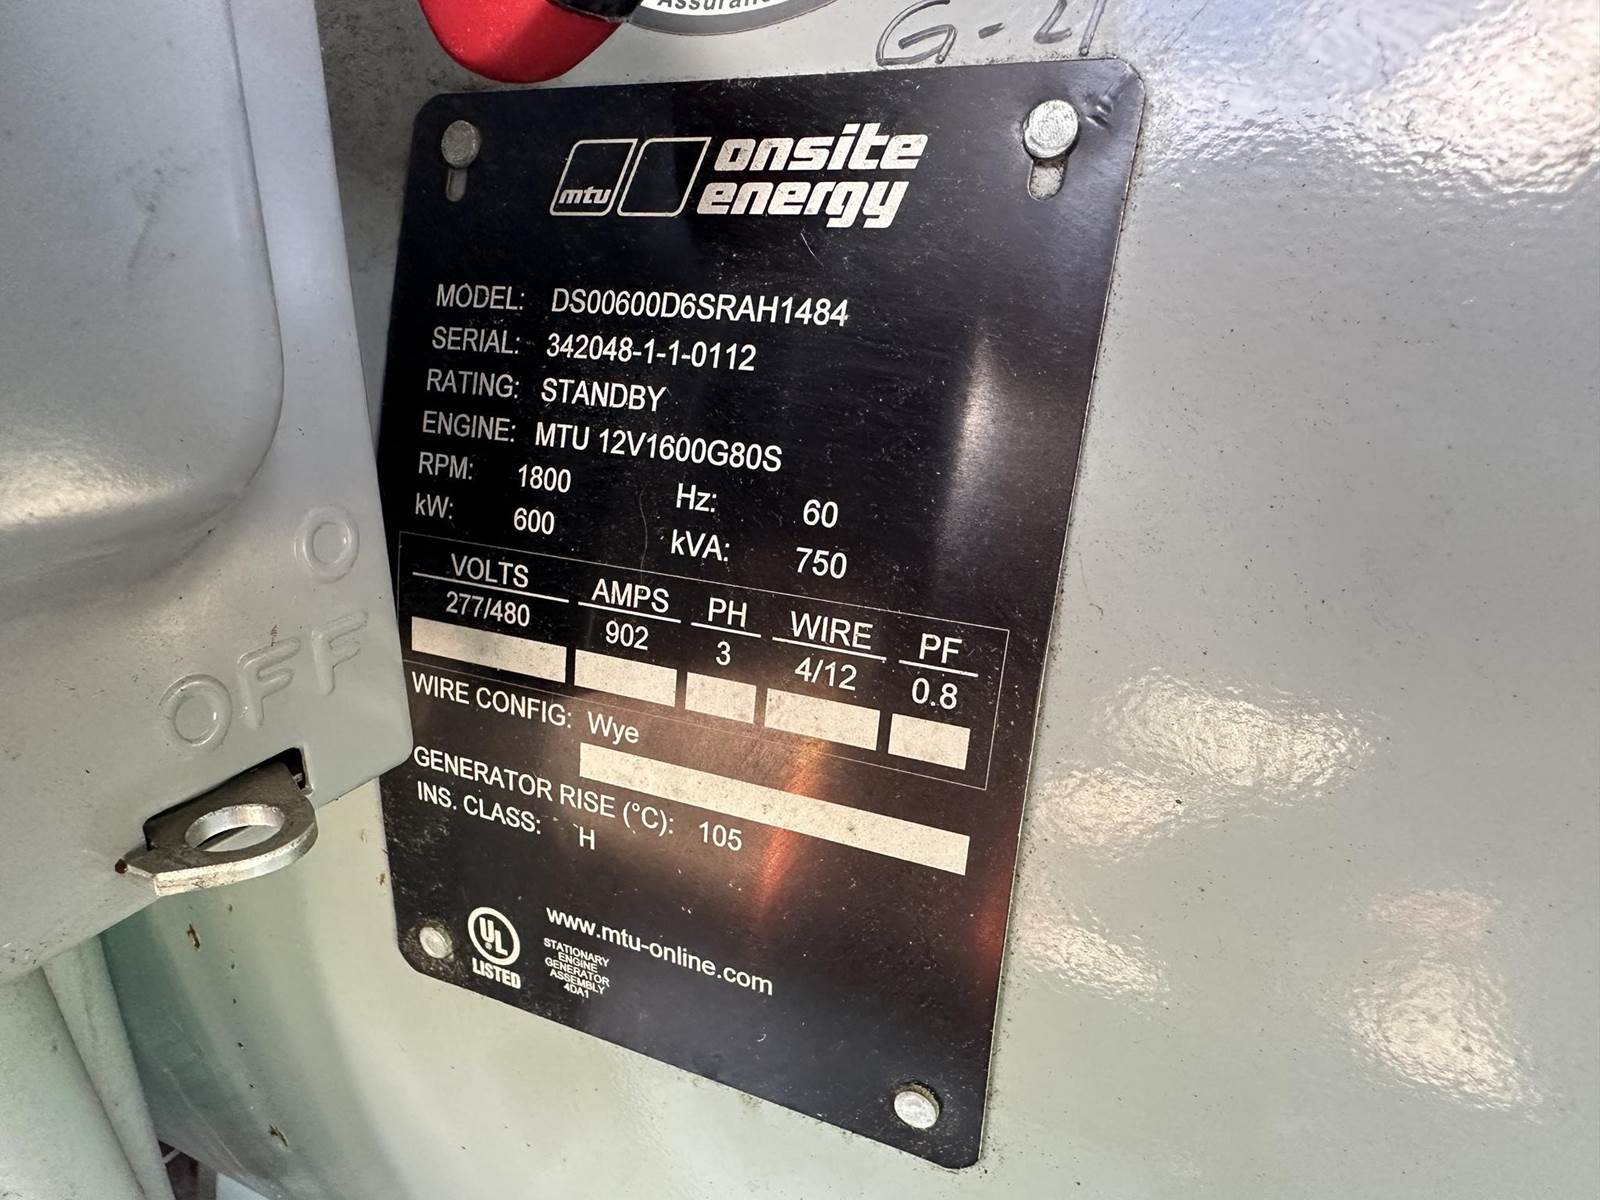 Assurance
G-21
mtu onsite energy
MODEL: DS00600D6SRAH1484
SERIAL: 342048-1-1-0112
RATING: STANDBY
ENGINE: MTU 12V1600G80S
RPM: 1800 Hz: 60
kW: 600 kVA: 750
VOLTS AMPS PH WIRE PF
277/480 902 3 4/12 0.8
WIRE CONFIG: Wye
GENERATOR RISE (°C): 105
INS. CLASS: H
UL LISTED
www.mtu-online.com
STATIONARY
ENGINE
GENERATOR
ASSEMBLY
4DA1
O
OFF